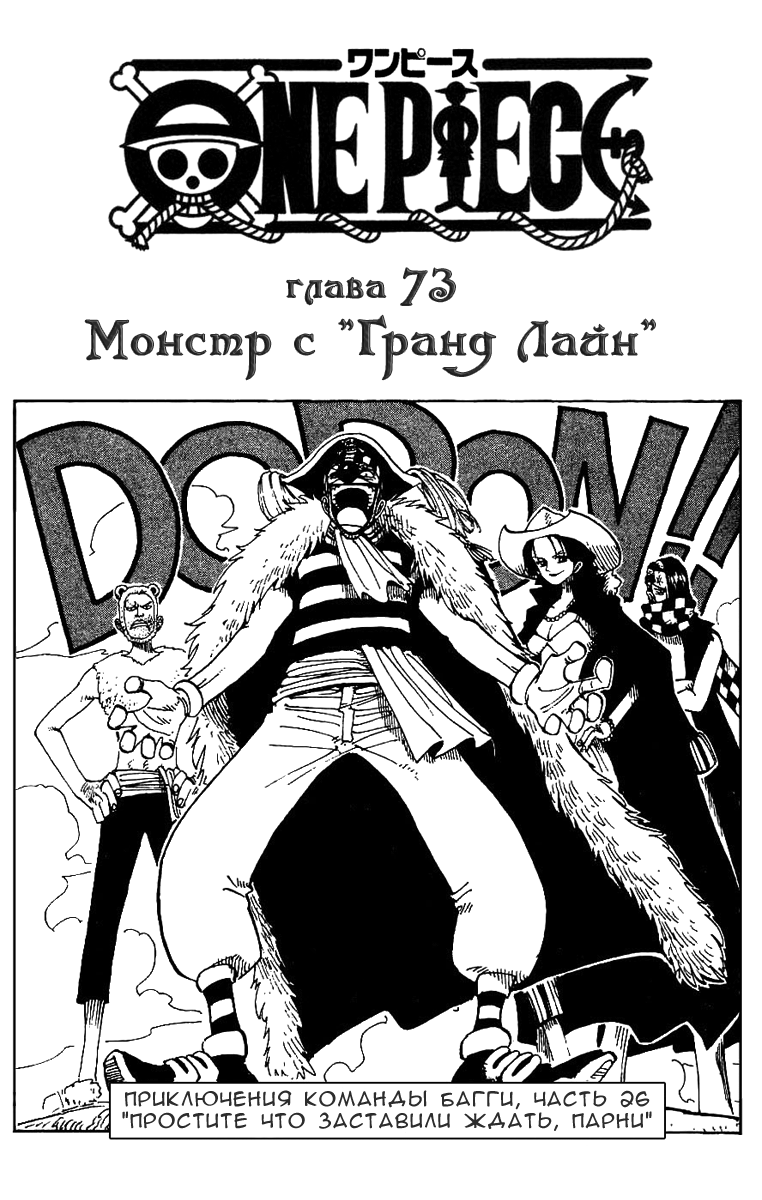 ワンピース
ONE PIECE
глава 73
Монстр с "Гранд Лайн"
DODON!!
ПРИКЛЮЧЕНИЯ КОМАНДЫ БАГГИ, ЧАСТЬ 26
"ПРОСТИТЕ ЧТО ЗАСТАВИЛИ ЖДАТЬ, ПАРНИ"